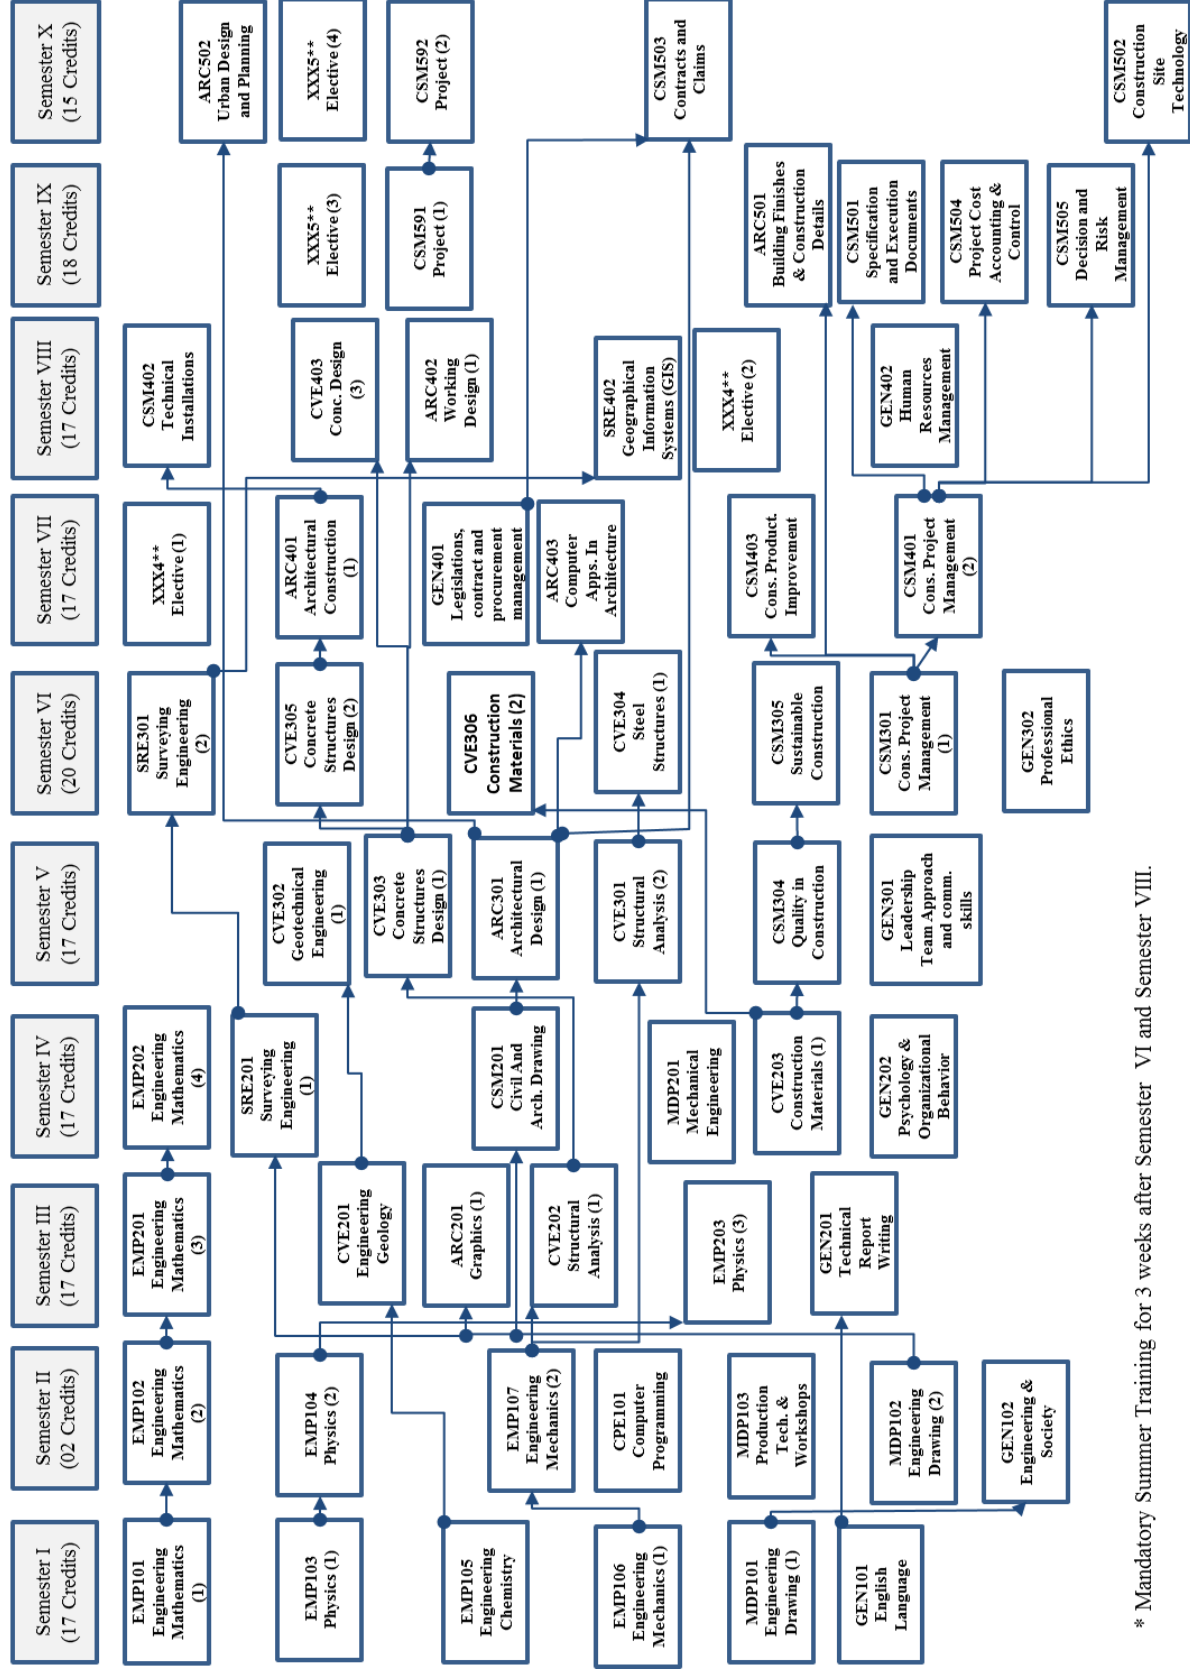 Semester I
(17 Credits)
EMP101
Engineering
Mathematics
(1)
EMP103
Physics (1)
EMP105
Engineering
Chemistry
EMP106
Engineering
Mechanics (1)
MDP101
Engineering
Drawing (1)
GEN101
English
Language
Semester II
(02 Credits)
EMP102
Engineering
Mathematics
(2)
EMP104
Physics (2)
EMP107
Engineering
Mechanics (2)
CPE101
Computer
Programming
MDP103
Production
Tech. &
Workshops
MDP102
Engineering
Drawing (2)
GEN102
Engineering &
Society
Semester III
(17 Credits)
EMP201
Engineering
Mathematics
(3)
CVE201
Engineering
Geology
ARC201
Graphics (1)
CVE202
Structural
Analysis (1)
EMP203
Physics (3)
GEN201
Technical
Report
Writing
Semester IV
(17 Credits)
EMP202
Engineering
Mathematics
(4)
SRE201
Surveying
Engineering
(1)
CSM201
Civil And
Arch. Drawing
MDP201
Mechanical
Engineering
CVE203
Construction
Materials (1)
GEN202
Psychology &
Organizational
Behavior
Semester V
(17 Credits)
CVE302
Geotechnical
Engineering
(1)
CVE303
Concrete
Structures
Design (1)
ARC301
Architectural
Design (1)
CVE301
Structural
Analysis (2)
CSM304
Quality in
Construction
GEN301
Leadership
Team Approach
and comm.
skills
Semester VI
(20 Credits)
SRE301
Surveying
Engineering
(2)
CVE305
Concrete
Structures
Design (2)
CVE306
Construction
Materials (2)
CVE304
Steel
Structures (1)
CSM305
Sustainable
Construction
CSM301
Cons. Project
Management
(1)
GEN302
Professional
Ethics
Semester VII
(17 Credits)
XXX4**
Elective (1)
ARC401
Architectural
Construction
(1)
GEN401
Legislations,
contract and
procurement
management
ARC403
Computer
Apps. In
Architecture
CSM403
Cons. Product.
Improvement
CSM401
Cons. Project
Management
(2)
Semester VIII
(17 Credits)
CSM402
Technical
Installations
CVE403
Conc. Design
(3)
ARC402
Working
Design (1)
SRE402
Geographical
Information
Systems (GIS)
XXX4**
Elective (2)
GEN402
Human
Resources
Management
Semester IX
(18 Credits)
XXX5**
Elective (3)
CSM591
Project (1)
ARC501
Building Finishes
& Construction
Details
CSM501
Specification
and Execution
Documents
CSM504
Project Cost
Accounting &
Control
CSM505
Decision and
Risk
Management
Semester X
(15 Credits)
ARC502
Urban Design
and Planning
XXX5**
Elective (4)
CSM592
Project (2)
CSM503
Contracts and
Claims
CSM502
Construction
Site
Technology
* Mandatory Summer Training for 3 weeks after Semester VI and Semester VIII.